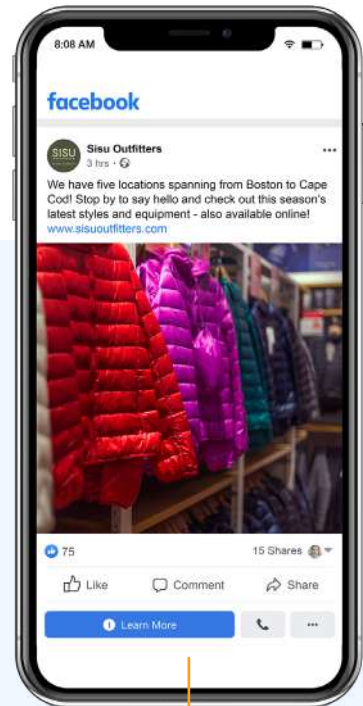 8:08 AM
facebook
SISU
Sisu Outfitters
3 hrs ·
We have five locations spanning from Boston to Cape
Cod! Stop by to say hello and check out this season's
latest styles and equipment - also available online!
www.sisuoutfitters.com
75
15 Shares
Like
Comment
Share
Learn More